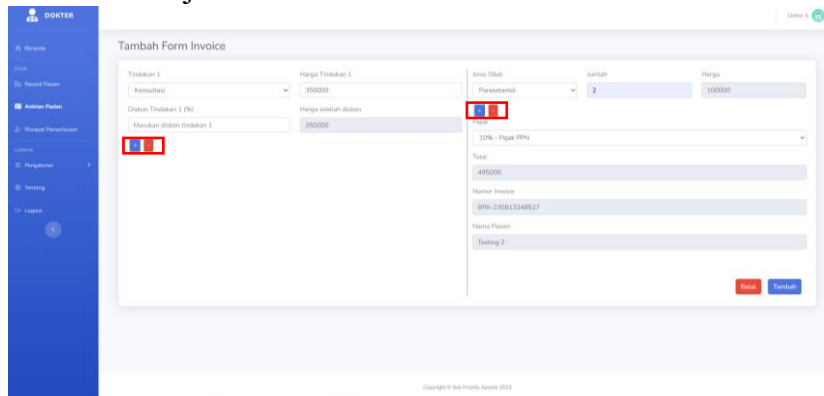 DOKTER
Dokter A
Beranda
Record Pasien
Antrian Pasien
Riwayat Pemeriksaan
Pengaturan
Tentang
Logout
Tambah Form Invoice
Tindakan 1
Harga Tindakan 1
Konsultasi
350000
Diskon Tindakan 1 (%)
Harga setelah diskon
Masukan diskon tindakan 1
350000
+ -
Jenis Obat
Jumlah
Harga
Parasetamol
2
100000
+ -
Pajak
10% - Pajak PPN
Total
495000
Nomor Invoice
BPA-230813348527
Nama Pasien
Testing 2
Batal
Tambah
Copyright © Bali Priority Apotek 2023